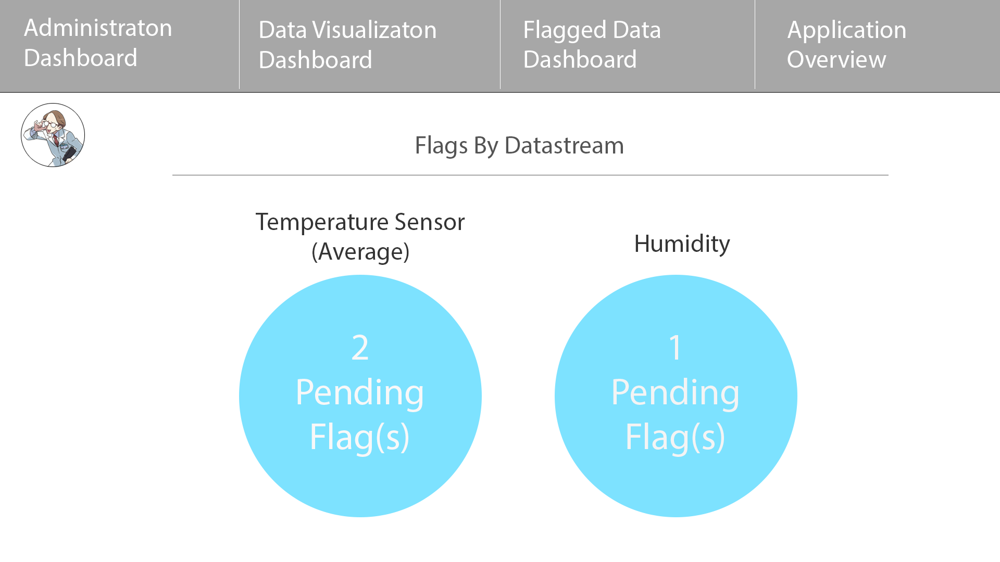 Administraton
Dashboard
Data Visualizaton
Dashboard
Flagged Data
Dashboard
Application
Overview
Flags By Datastream
Temperature Sensor
(Average)
Humidity
2
Pending
Flag(s)
1
Pending
Flag(s)